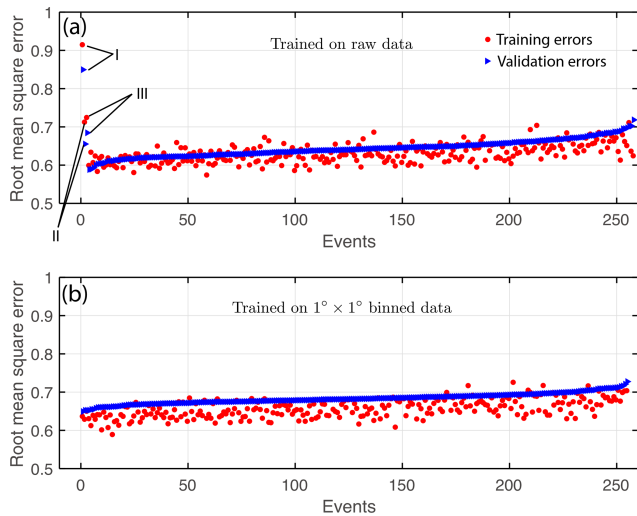 (a)
Trained on raw data
Training errors
Validation errors
I
III
II
Root mean square error
1
0.9
0.8
0.7
0.6
0.5
0
50
100
150
200
250
Events
(b)
Trained on 1° × 1° binned data
Root mean square error
1
0.9
0.8
0.7
0.6
0.5
0
50
100
150
200
250
Events